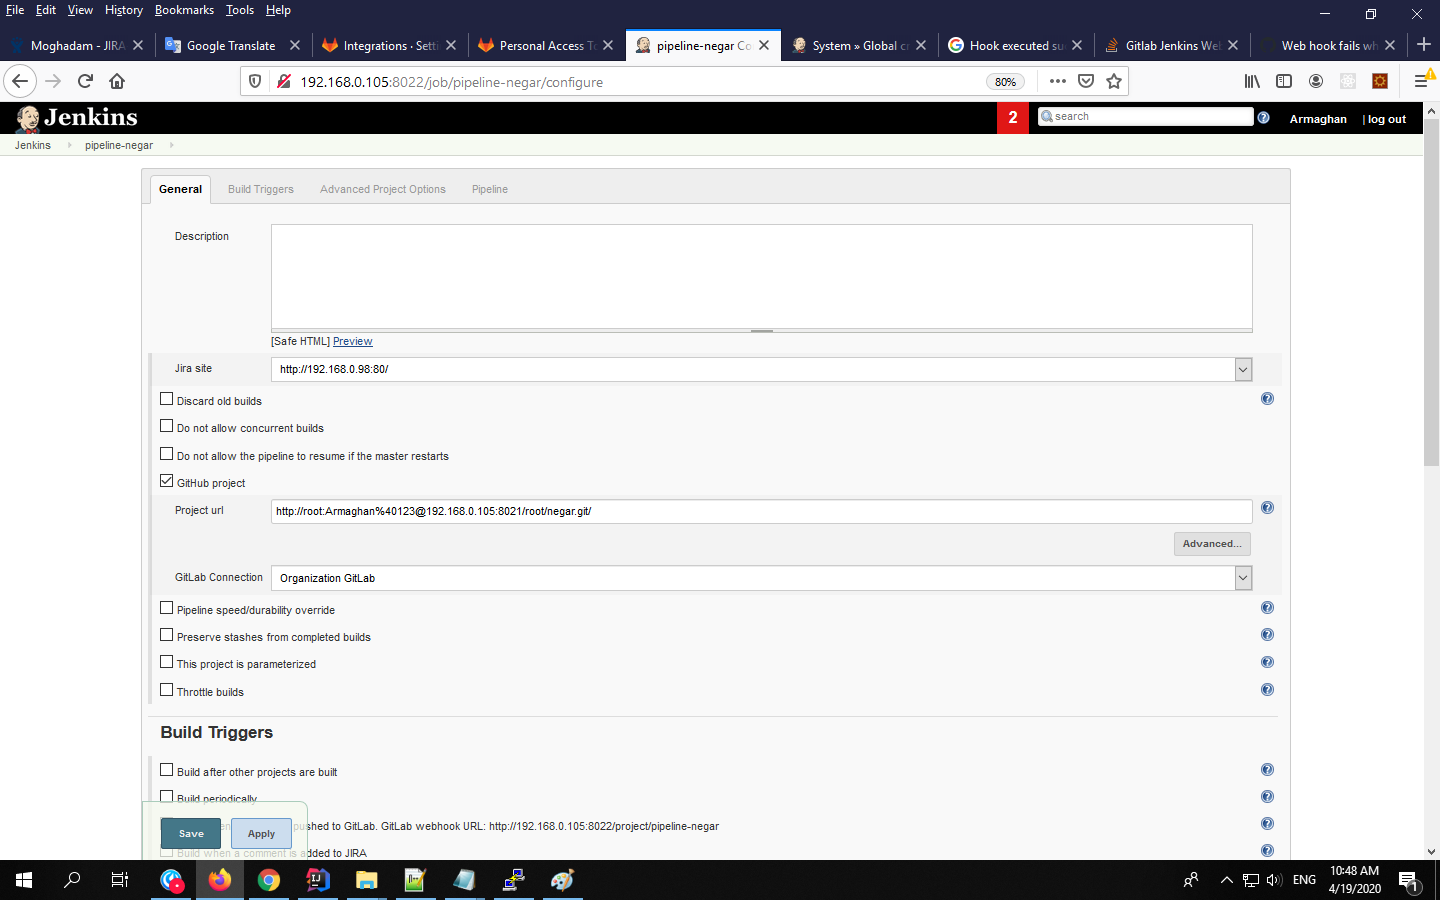 File Edit View History Bookmarks Tools Help
Moghadam - JIRA
Google Translate
Integrations · Setti
Personal Access To
pipeline-negar Co
System » Global cr
Hook executed su
Gitlab Jenkins We
Web hook fails wh
192.168.0.105:8022/job/pipeline-negar/configure
80%
Jenkins
2
search
Armaghan
| log out
Jenkins
pipeline-negar
General
Build Triggers
Advanced Project Options
Pipeline
Description
[Safe HTML] Preview
Jira site
http://192.168.0.98:80/
Discard old builds
Do not allow concurrent builds
Do not allow the pipeline to resume if the master restarts
GitHub project
Project url
http://root:Armaghan%40123@192.168.0.105:8021/root/negar.git/
Advanced...
GitLab Connection
Organization GitLab
Pipeline speed/durability override
Preserve stashes from completed builds
This project is parameterized
Throttle builds
Build Triggers
Build after other projects are built
Build periodically
pushed to GitLab. GitLab webhook URL: http://192.168.0.105:8022/project/pipeline-negar
Build when a comment is added to JIRA
Save
Apply
ENG
10:48 AM
4/19/2020
1